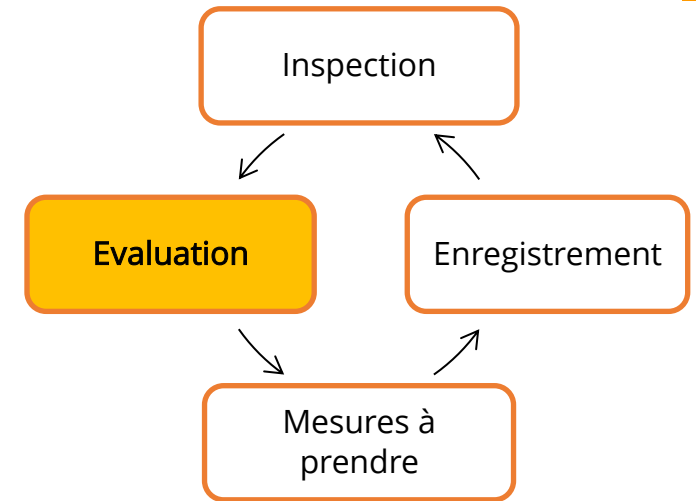 Inspection
Evaluation
Enregistrement
Mesures à
prendre